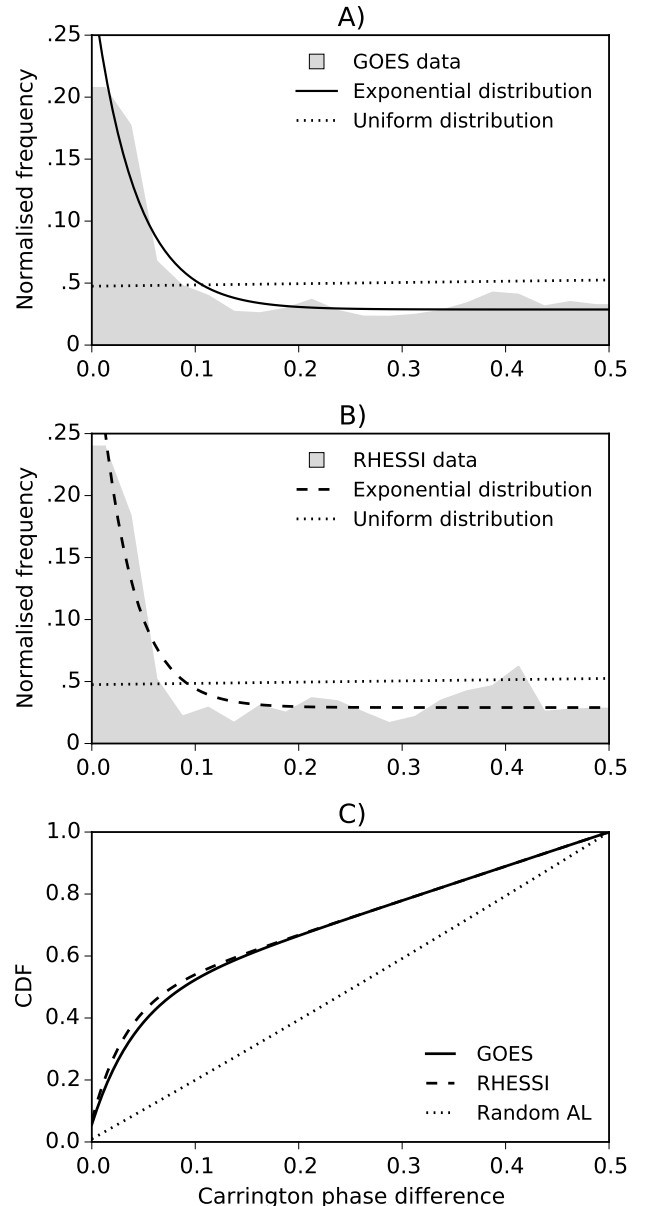 A)
.25
.20
.15
.10
.5
0
Normalised frequency
GOES data
Exponential distribution
Uniform distribution
0.0 0.1 0.2 0.3 0.4 0.5
B)
.25
.20
.15
.10
.5
0
Normalised frequency
RHESSI data
Exponential distribution
Uniform distribution
0.0 0.1 0.2 0.3 0.4 0.5
C)
1.0
0.8
0.6
0.4
0.2
0.0
CDF
GOES
RHESSI
Random AL
0.0 0.1 0.2 0.3 0.4 0.5
Carrington phase difference